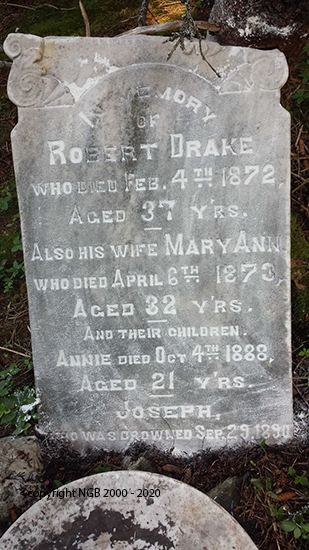 IN MEMORY
OF
ROBERT DRAKE
WHO DIED FEB. 4TH 1872,
AGED 37 Y'RS.
ALSO HIS WIFE MARY ANN
WHO DIED APRIL 6TH 1873,
AGED 32 Y'RS.
AND THEIR CHILDREN.
ANNIE DIED OCT 4TH 1888,
AGED 21 Y'RS.
JOSEPH,
WHO WAS DROWNED SEP. 29, 1890
Copyright NGB 2000 - 2020